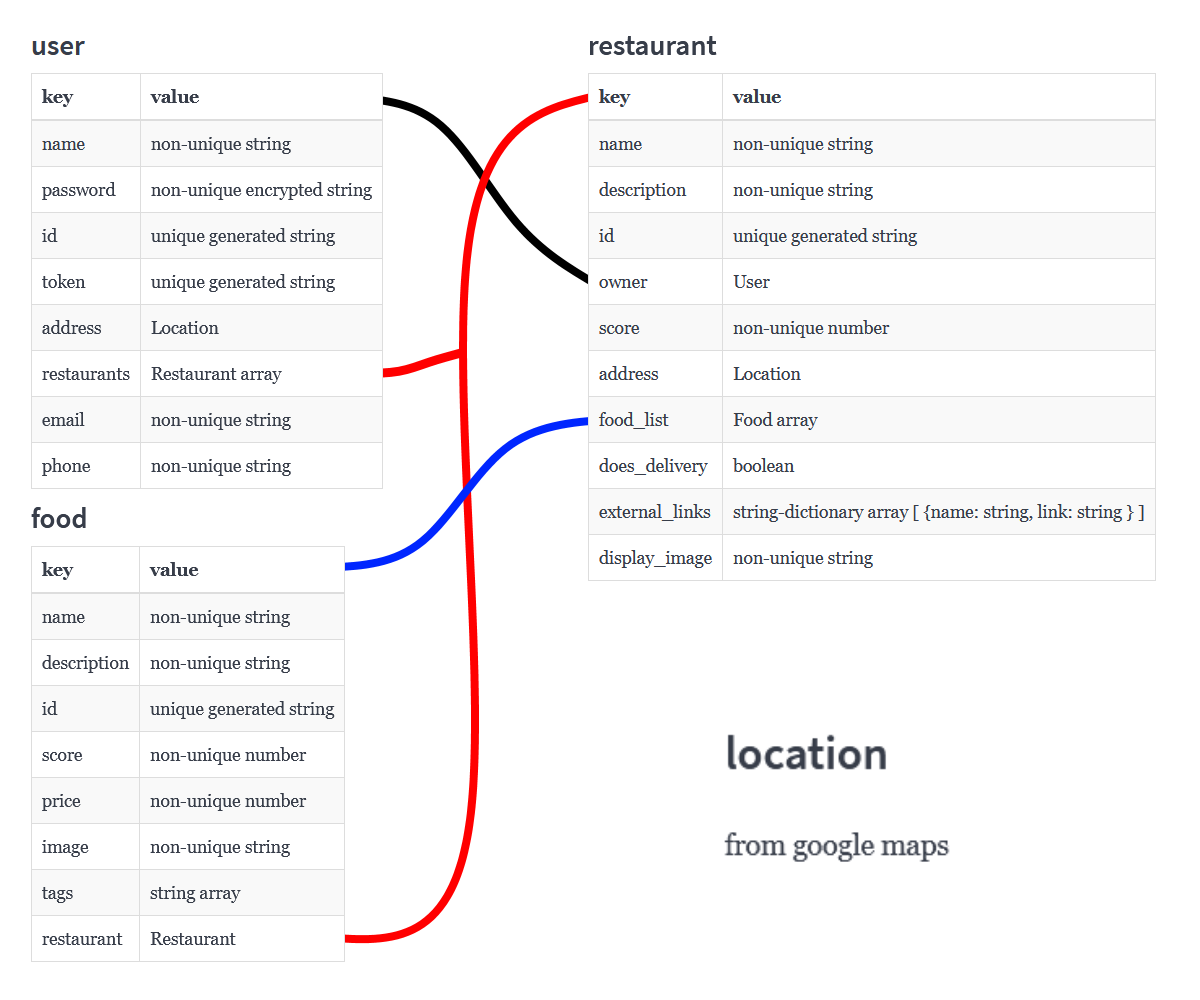 user
key value
name non-unique string
password non-unique encrypted string
id unique generated string
token unique generated string
address Location
restaurants Restaurant array
email non-unique string
phone non-unique string
food
key value
name non-unique string
description non-unique string
id unique generated string
score non-unique number
price non-unique number
image non-unique string
tags string array
restaurant Restaurant
restaurant
key value
name non-unique string
description non-unique string
id unique generated string
owner User
score non-unique number
address Location
food_list Food array
does_delivery boolean
external_links string-dictionary array [ {name: string, link: string } ]
display_image non-unique string
location
from google maps